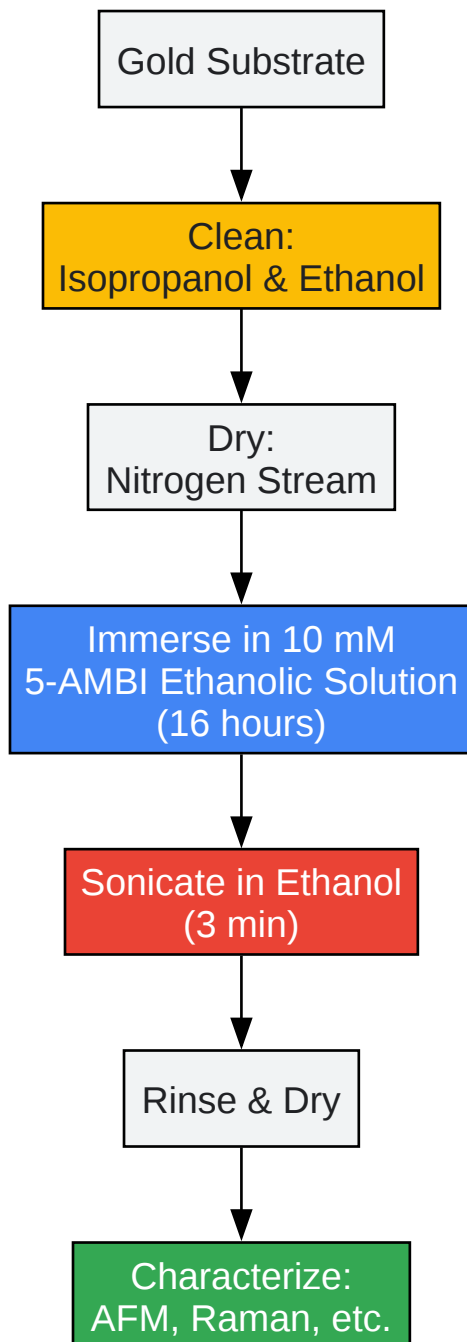 Gold Substrate
Clean:
Isopropanol & Ethanol
Dry:
Nitrogen Stream
Immerse in 10 mM
5-AMBI Ethanolic Solution
(16 hours)
Sonicate in Ethanol
(3 min)
Rinse & Dry
Characterize:
AFM, Raman, etc.